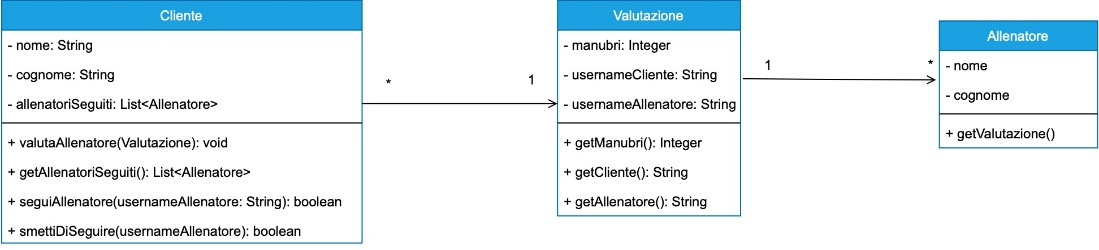 Cliente
- nome: String
- cognome: String
- allenatoriSeguiti: List<Allenatore>
+ valutaAllenatore(Valutazione): void
+ getAllenatoriSeguiti(): List<Allenatore>
+ seguiAllenatore(usernameAllenatore: String): boolean
+ smettiDiSeguire(usernameAllenatore): boolean
*
1
Valutazione
- manubri: Integer
- usernameCliente: String
- usernameAllenatore: String
+ getManubri(): Integer
+ getCliente(): String
+ getAllenatore(): String
1
*
Allenatore
- nome
- cognome
+ getValutazione()